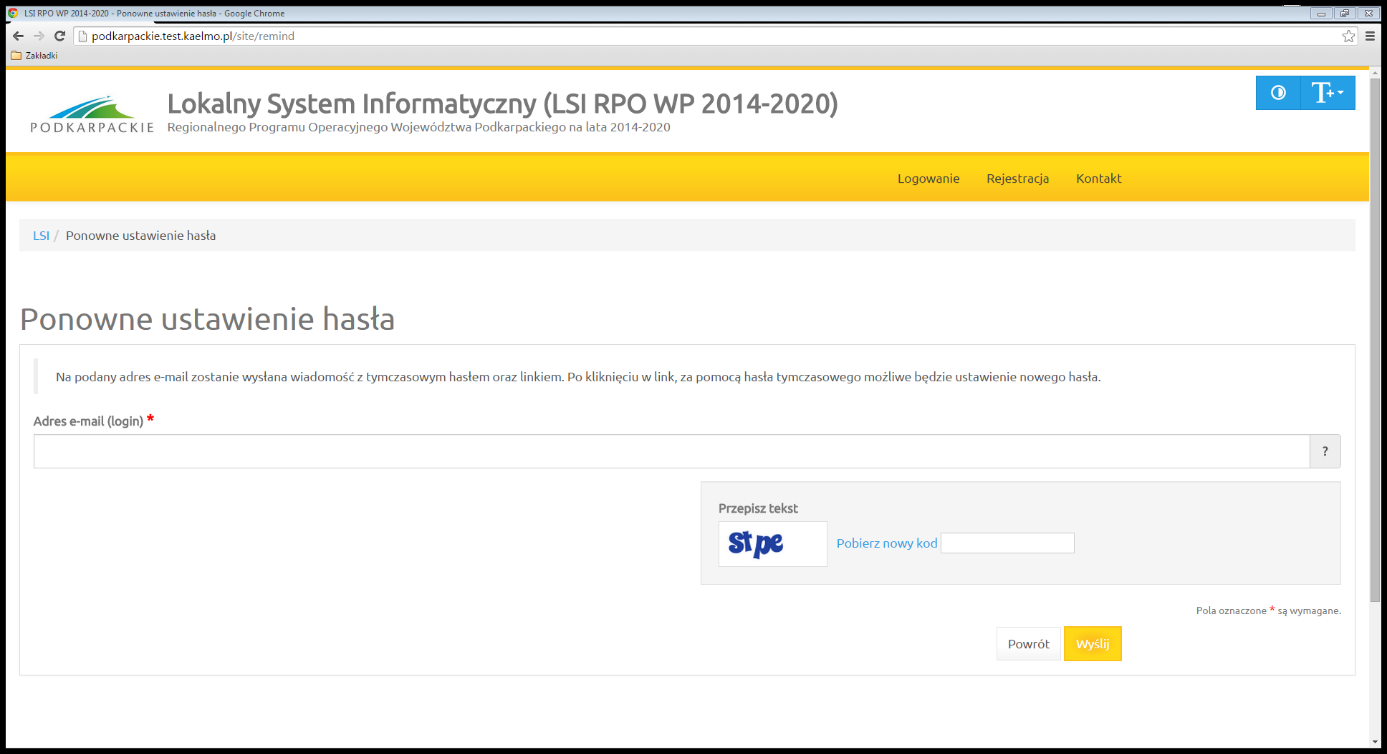 LSI RPO WP 2014-2020 - Ponowne ustawienie hasła - Google Chrome
podkarpackie.test.kaelmo.pl/site/remind
Zakładki
PODKARPACKIE
Lokalny System Informatyczny (LSI RPO WP 2014-2020)
Regionalnego Programu Operacyjnego Województwa Podkarpackiego na lata 2014-2020
T+
Logowanie Rejestracja Kontakt
LSI / Ponowne ustawienie hasła
Ponowne ustawienie hasła
Na podany adres e-mail zostanie wysłana wiadomość z tymczasowym hasłem oraz linkiem. Po kliknięciu w link, za pomocą hasła tymczasowego możliwe będzie ustawienie nowego hasła.
Adres e-mail (login) *
?
Przepisz tekst
stpe
Pobierz nowy kod
Pola oznaczone * są wymagane.
Powrót Wyślij